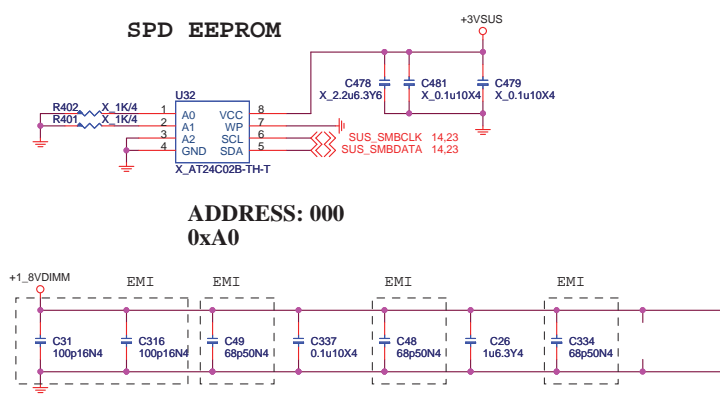 SPD EEPROM
+3VSUS
C478
X_2.2u6.3Y6
C481
X_0.1u10X4
C479
X_0.1u10X4
R402 X_1K/4
R401 X_1K/4
U32
1 A0 VCC 8
2 A1 WP 7
3 A2 SCL 6
4 GND SDA 5
X_AT24C02B-TH-T
SUS_SMBCLK 14,23
SUS_SMBDATA 14,23
ADDRESS: 000
0xA0
+1_8VDIMM
EMI EMI EMI EMI
C31
100p16N4
C316
100p16N4
C49
68p50N4
C337
0.1u10X4
C48
68p50N4
C26
1u6.3Y4
C334
68p50N4